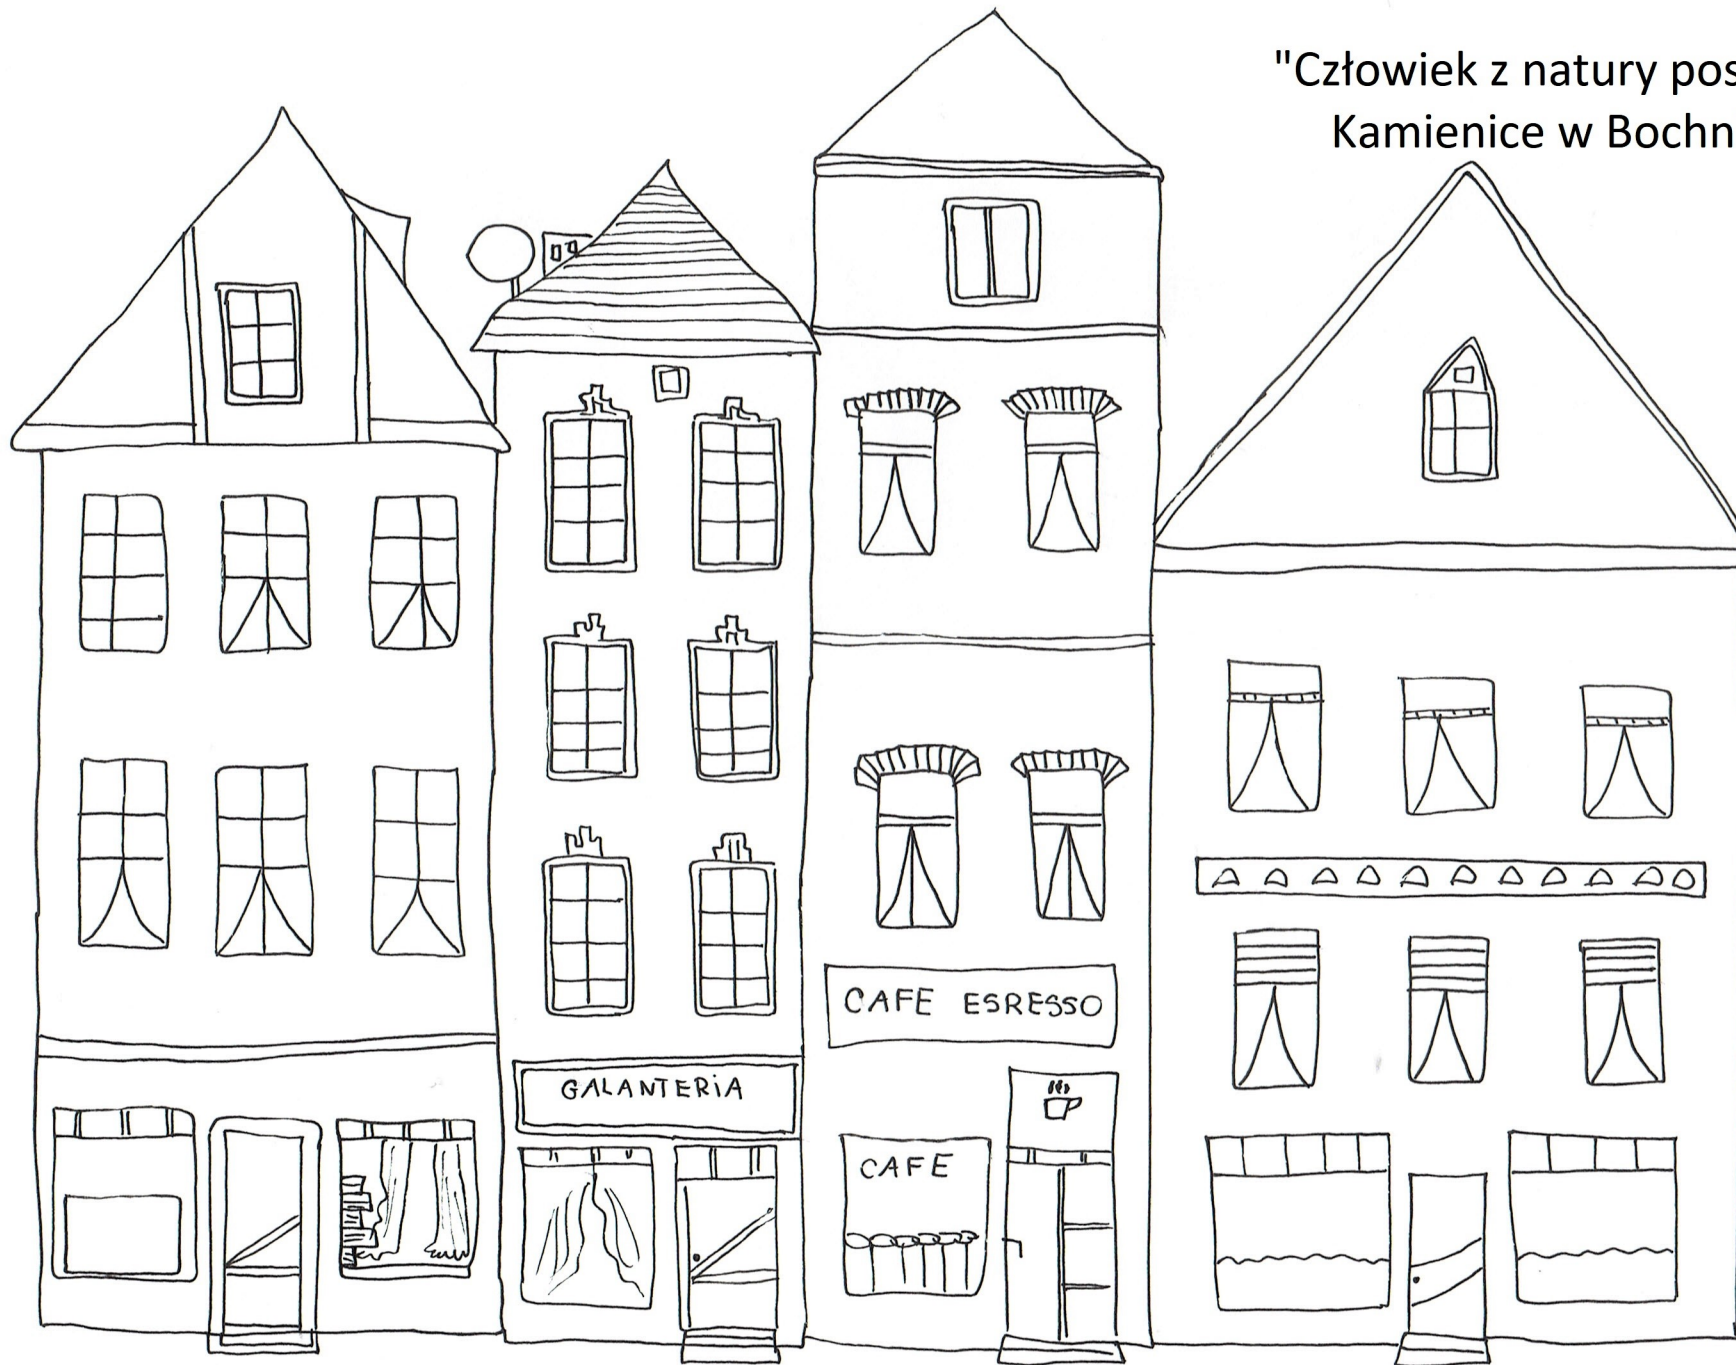 "Człowiek z natury pos
Kamienice w Bochn
CAFE ESRESSO
GALANTERiA
CAFE